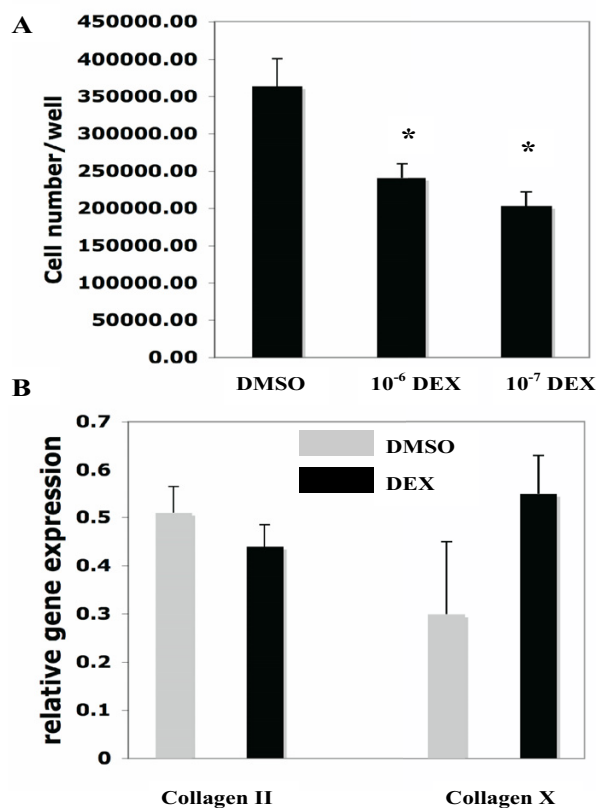 A
450000.00
400000.00
350000.00
300000.00
250000.00
200000.00
150000.00
100000.00
50000.00
0.00
Cell number/well
*
*
DMSO
10⁻⁶ DEX
10⁻⁷ DEX
B
0.7
0.6
0.5
0.4
0.3
0.2
0.1
0
relative gene expression
DMSO
DEX
Collagen II
Collagen X